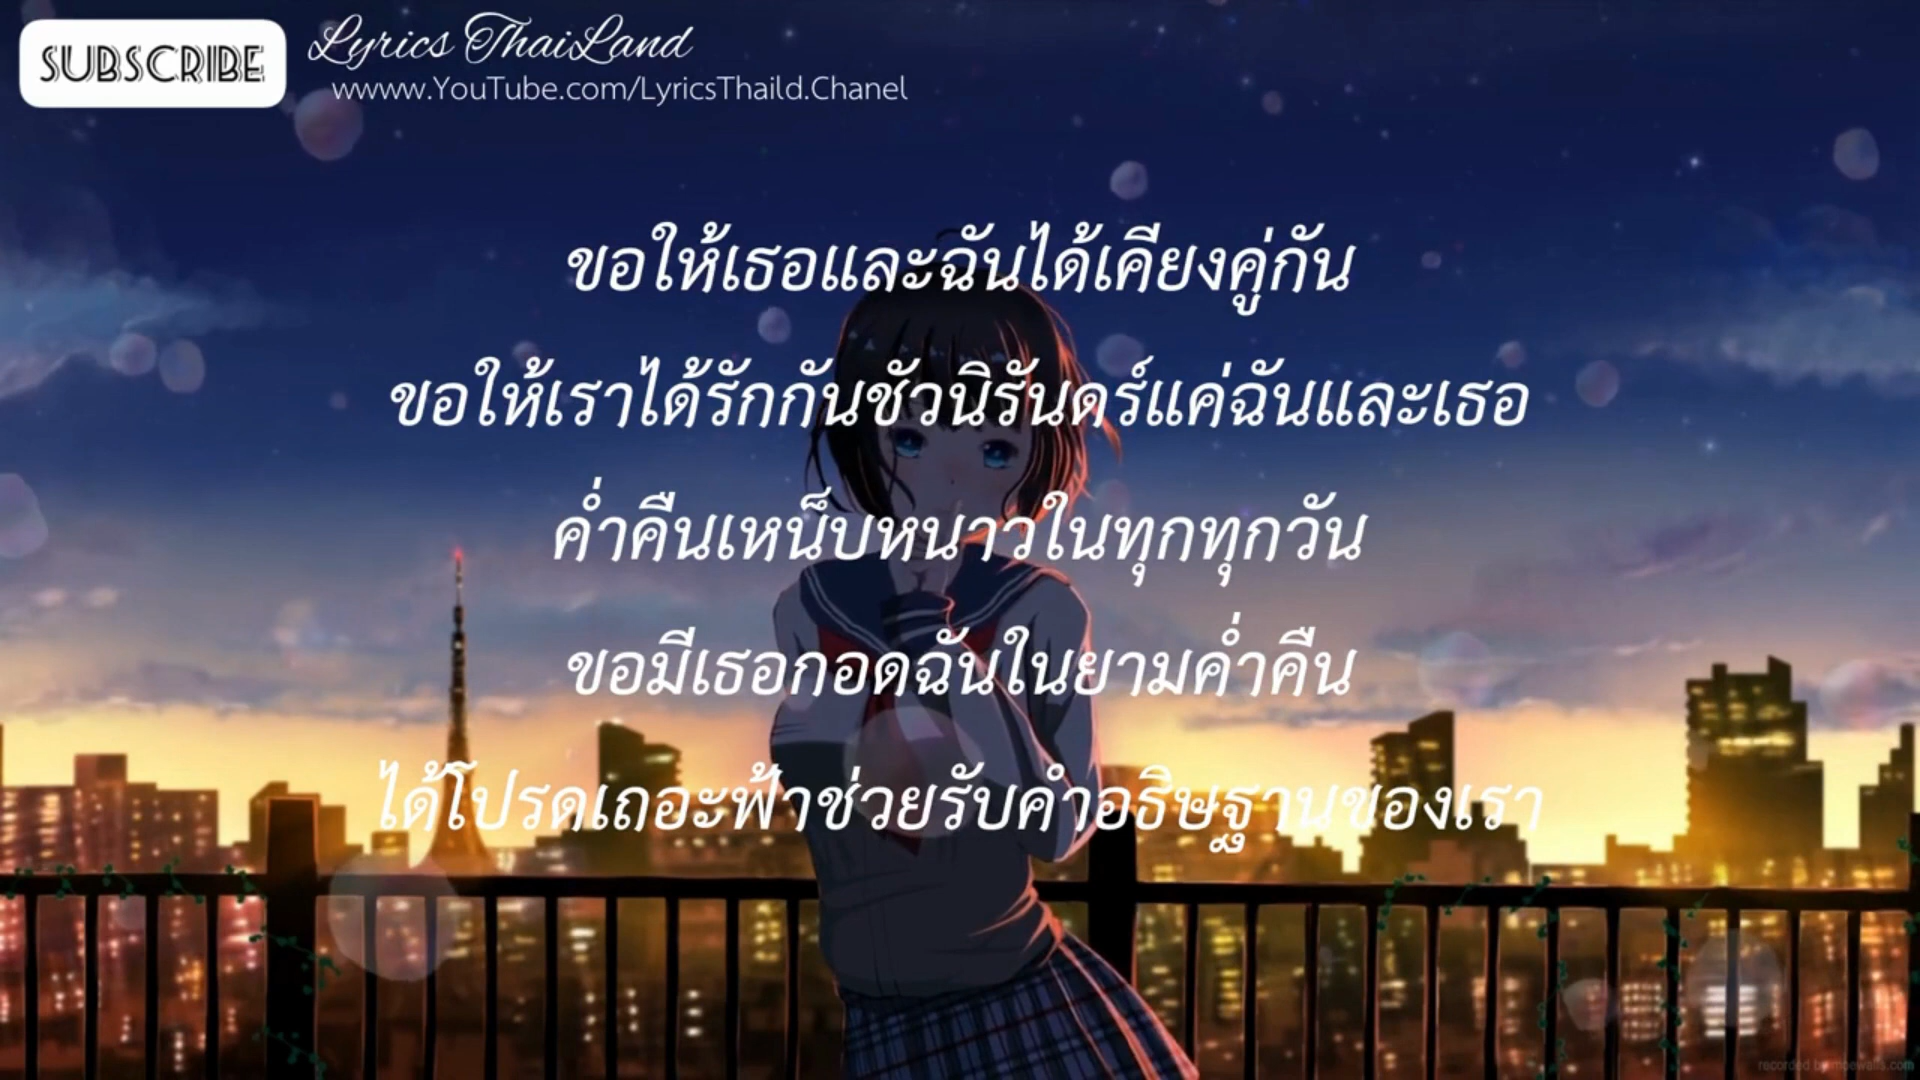 SUBSCRIBE
Lyrics ThaiLand
wwww.YouTube.com/LyricsThaild.Chanel
ขอให้เธอและฉันได้เคียงคู่กัน
ขอให้เราได้รักกันชั่วนิรันดร์แค่ฉันและเธอ
ค่ำคืนเหน็บหนาวในทุกทุกวัน
ขอมีเธอกอดฉันในยามค่ำคืน
ได้โปรดเถอะฟ้าช่วยรับคำอธิษฐานของเรา
recorded by moewalls.com